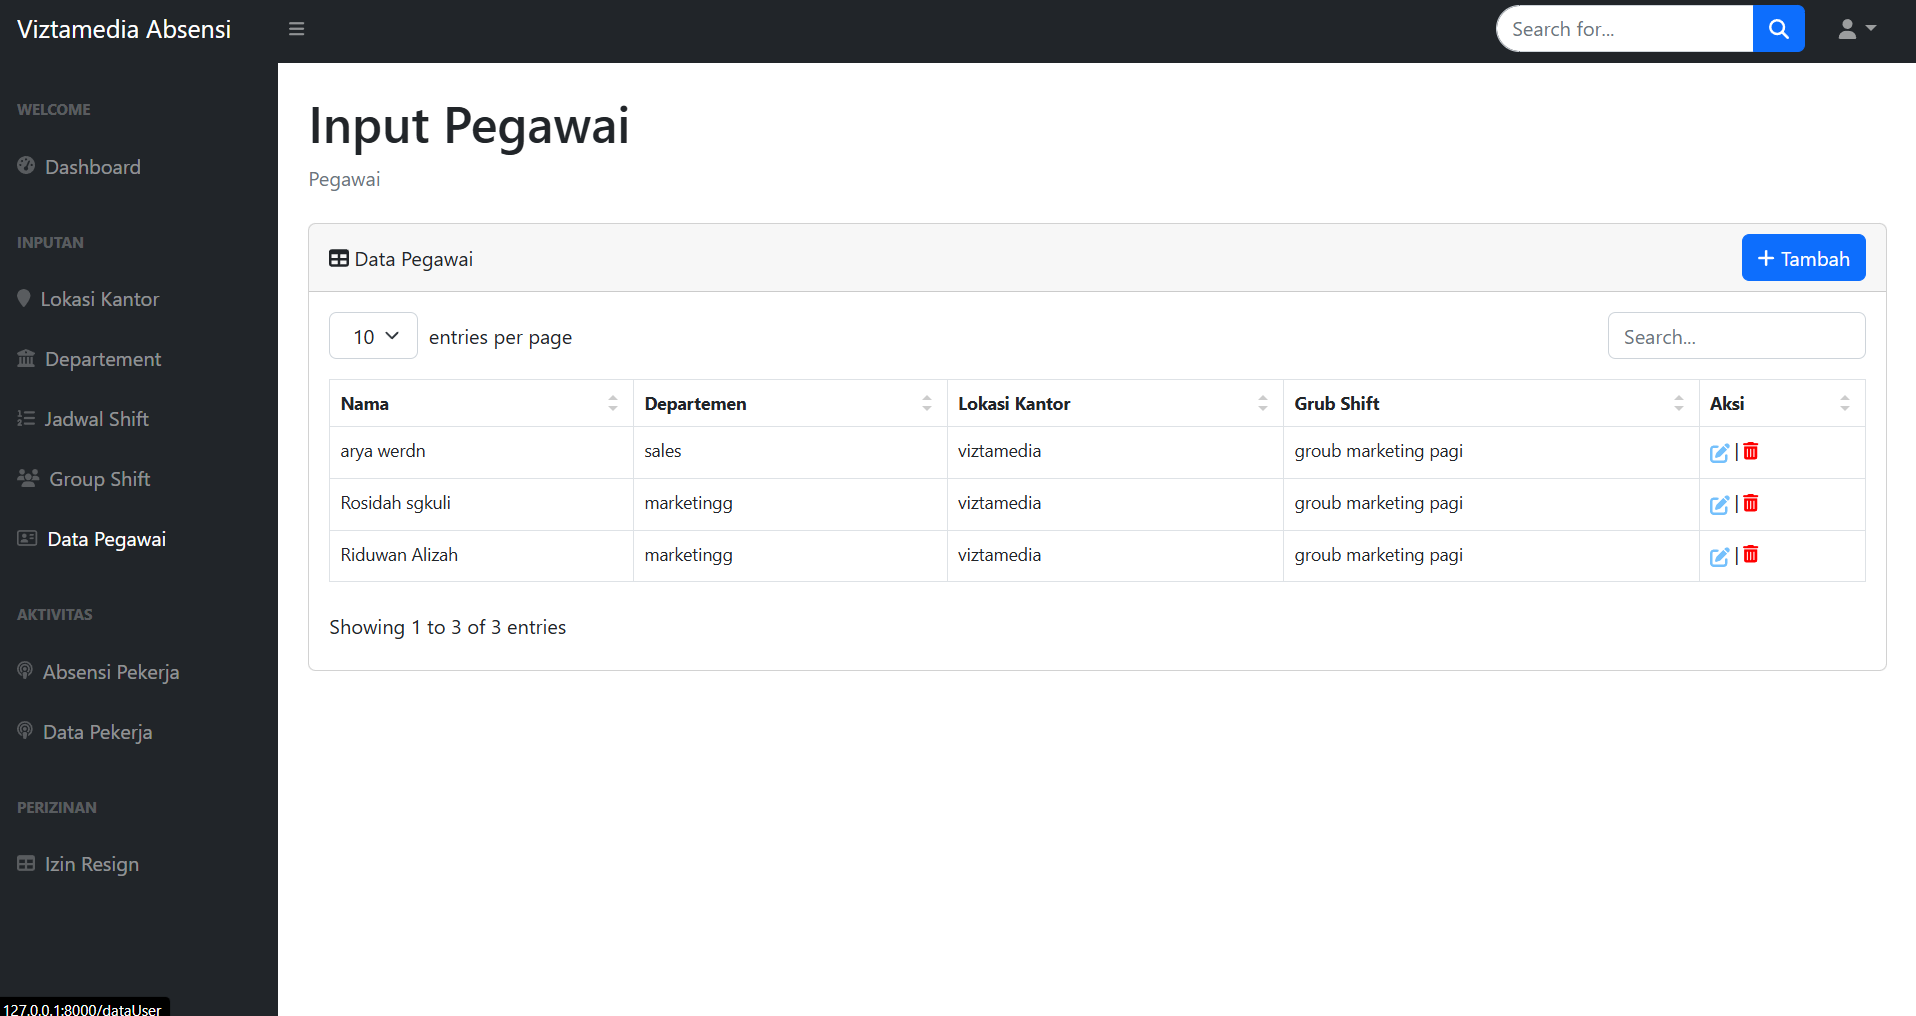 Viztamedia Absensi
Search for...
WELCOME
Dashboard
INPUTAN
Lokasi Kantor
Departement
Jadwal Shift
Group Shift
Data Pegawai
AKTIVITAS
Absensi Pekerja
Data Pekerja
PERIZINAN
Izin Resign
127.0.0.1:8000/dataUser
Input Pegawai
Pegawai
Data Pegawai
+ Tambah
10 entries per page
Search...
Nama Departemen Lokasi Kantor Grub Shift Aksi
arya werdn sales viztamedia groub marketing pagi |
Rosidah sgkuli marketingg viztamedia groub marketing pagi |
Riduwan Alizah marketingg viztamedia groub marketing pagi |
Showing 1 to 3 of 3 entries